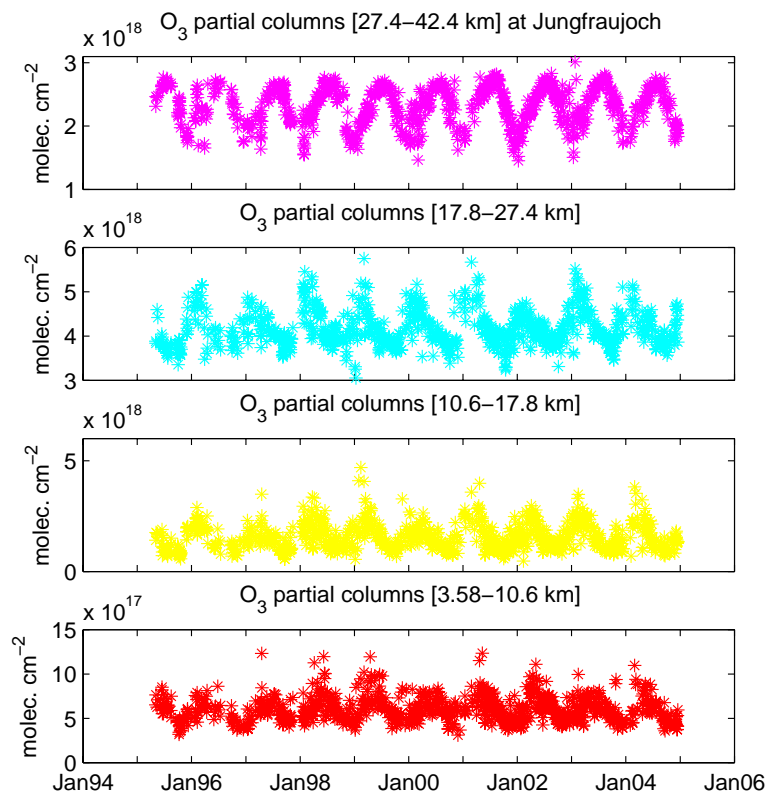 O3 partial columns [27.4−42.4 km] at Jungfraujoch
x 10^18
3
2
1
molec. cm−2
O3 partial columns [17.8−27.4 km]
x 10^18
6
5
4
3
molec. cm−2
O3 partial columns [10.6−17.8 km]
x 10^18
5
0
molec. cm−2
O3 partial columns [3.58−10.6 km]
x 10^17
15
10
5
0
molec. cm−2
Jan94 Jan96 Jan98 Jan00 Jan02 Jan04 Jan06